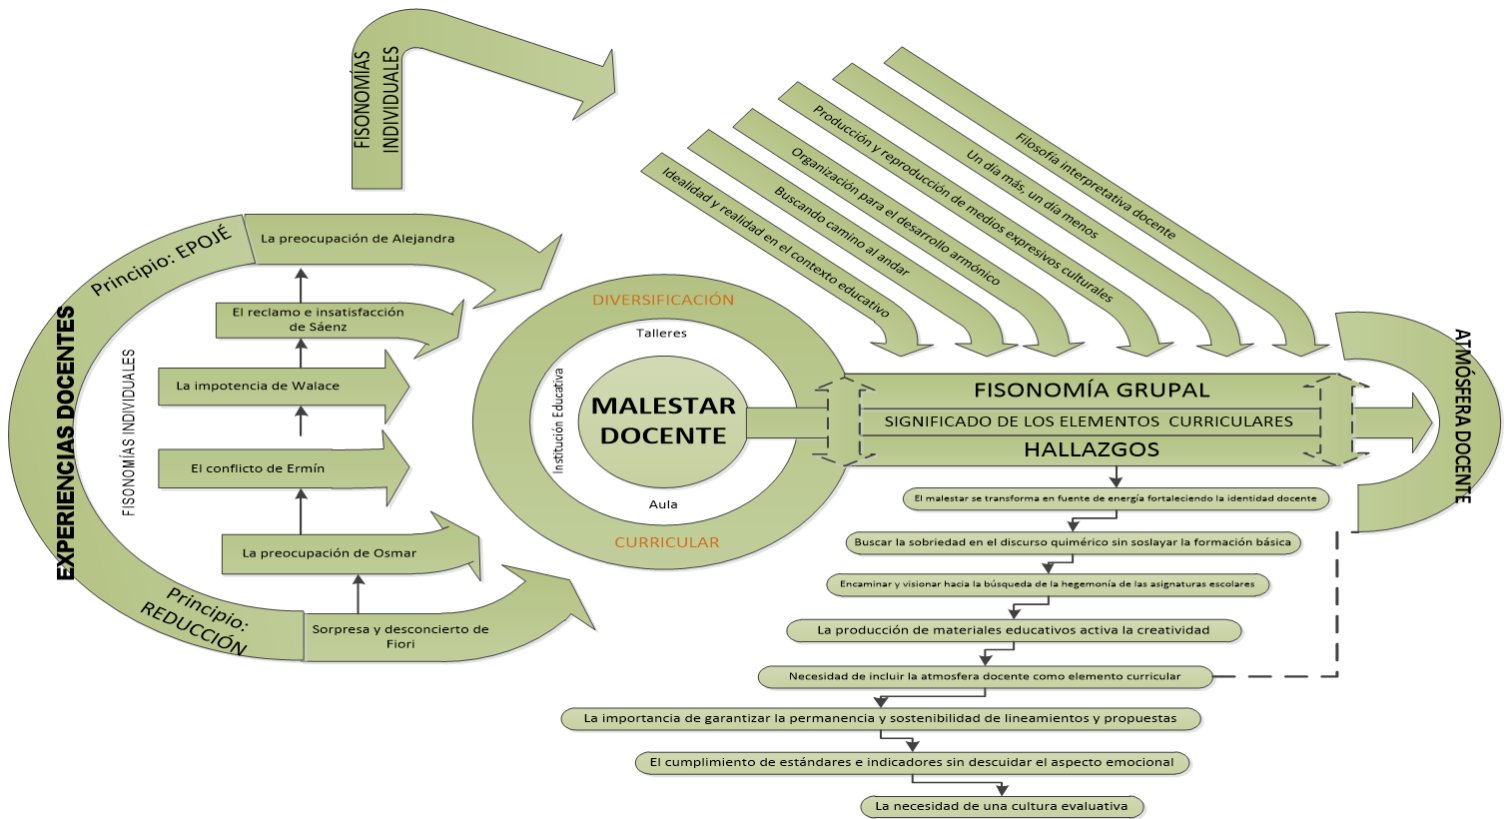 FISONOMÍAS
INDIVIDUALES
EXPERIENCIAS DOCENTES
Principio: EPOJÉ
FISONOMÍAS INDIVIDUALES
Principio:
REDUCCIÓN
La preocupación de Alejandra
El reclamo e insatisfacción
de Sáenz
La impotencia de Walace
El conflicto de Ermín
La preocupación de Osmar
Sorpresa y desconcierto de
Fiori
DIVERSIFICACIÓN
Talleres
Institución Educativa
MALESTAR
DOCENTE
Aula
CURRICULAR
Idealidad y realidad en el contexto educativo
Buscando camino al andar
Organización para el desarrollo armónico
Producción y reproducción de medios expresivos culturales
Un día más, un día menos
Filosofía interpretativa docente
FISONOMÍA GRUPAL
SIGNIFICADO DE LOS ELEMENTOS CURRICULARES
HALLAZGOS
ATMÓSFERA DOCENTE
El malestar se transforma en fuente de energía fortaleciendo la identidad docente
Buscar la sobriedad en el discurso quimérico sin soslayar la formación básica
Encaminar y visionar hacia la búsqueda de la hegemonía de las asignaturas escolares
La producción de materiales educativos activa la creatividad
Necesidad de incluir la atmosfera docente como elemento curricular
La importancia de garantizar la permanencia y sostenibilidad de lineamientos y propuestas
El cumplimiento de estándares e indicadores sin descuidar el aspecto emocional
La necesidad de una cultura evaluativa